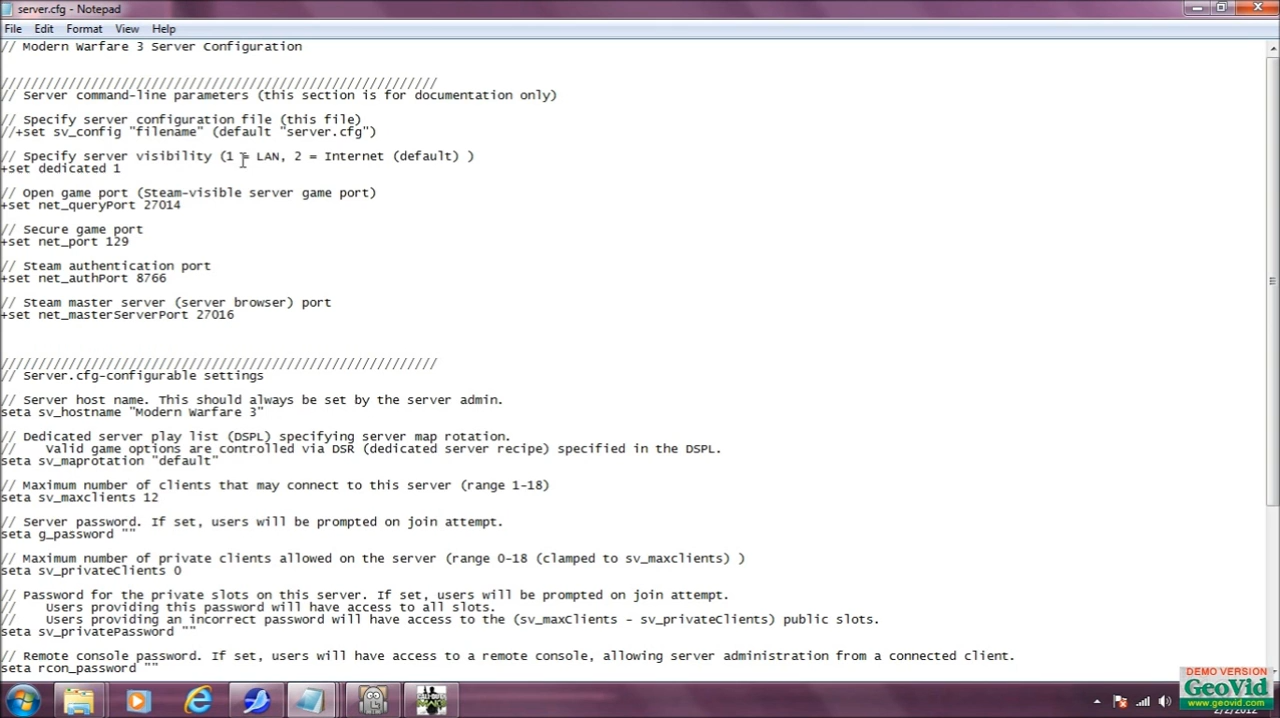 server.cfg - Notepad
File Edit Format View Help
// Modern Warfare 3 Server Configuration
//////////////////////////////////////////////////////////
// Server command-line parameters (this section is for documentation only)
// Specify server configuration file (this file)
//+set sv_config "filename" (default "server.cfg")
// Specify server visibility (1 = LAN, 2 = Internet (default) )
+set dedicated 1
// Open game port (Steam-visible server game port)
+set net_queryPort 27014
// Secure game port
+set net_port 129
// Steam authentication port
+set net_authPort 8766
// Steam master server (server browser) port
+set net_masterServerPort 27016
//////////////////////////////////////////////////////////
// Server.cfg-configurable settings
// Server host name. This should always be set by the server admin.
seta sv_hostname "Modern Warfare 3"
// Dedicated server play list (DSPL) specifying server map rotation.
// Valid game options are controlled via DSR (dedicated server recipe) specified in the DSPL.
seta sv_maprotation "default"
// Maximum number of clients that may connect to this server (range 1-18)
seta sv_maxclients 12
// Server password. If set, users will be prompted on join attempt.
seta g_password ""
// Maximum number of private clients allowed on the server (range 0-18 (clamped to sv_maxclients) )
seta sv_privateClients 0
// Password for the private slots on this server. If set, users will be prompted on join attempt.
// Users providing this password will have access to all slots.
// Users providing an incorrect password will have access to the (sv_maxClients - sv_privateClients) public slots.
seta sv_privatePassword ""
// Remote console password. If set, users will have access to a remote console, allowing server administration from a connected client.
seta rcon_password ""
DEMO VERSION
GeoVid
www.geovid.com
2/2/2012